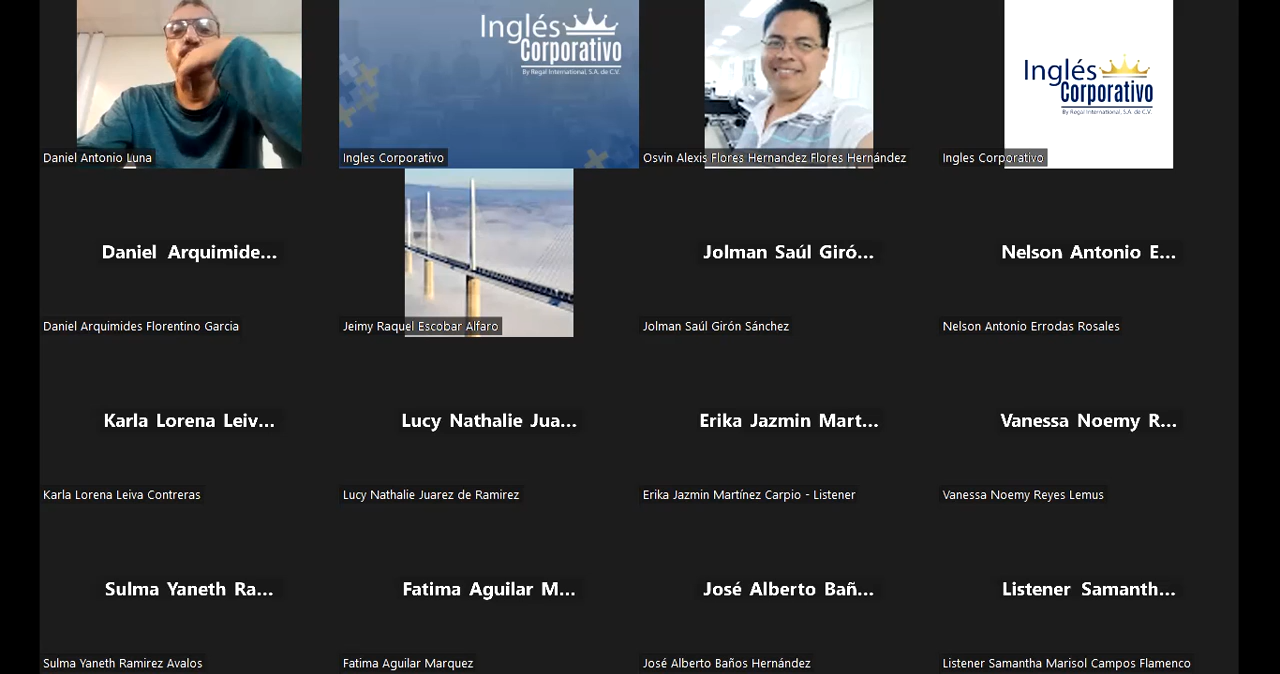 Inglés
Corporativo
By Regal International, S.A. de C.V.
Inglés
Corporativo
By Regal International, S.A. de C.V.
Daniel Antonio Luna
Ingles Corporativo
Osvin Alexis Flores Hernandez Flores Hernández
Ingles Corporativo
Daniel Arquimide...
Jolman Saúl Giró...
Nelson Antonio E...
Daniel Arquimides Florentino Garcia
Jeimy Raquel Escobar Alfaro
Jolman Saúl Girón Sánchez
Nelson Antonio Errodas Rosales
Karla Lorena Leiv...
Lucy Nathalie Jua...
Erika Jazmin Mart...
Vanessa Noemy R...
Karla Lorena Leiva Contreras
Lucy Nathalie Juarez de Ramirez
Erika Jazmin Martínez Carpio - Listener
Vanessa Noemy Reyes Lemus
Sulma Yaneth Ra...
Fatima Aguilar M...
José Alberto Bañ...
Listener Samanth...
Sulma Yaneth Ramirez Avalos
Fatima Aguilar Marquez
José Alberto Baños Hernández
Listener Samantha Marisol Campos Flamenco